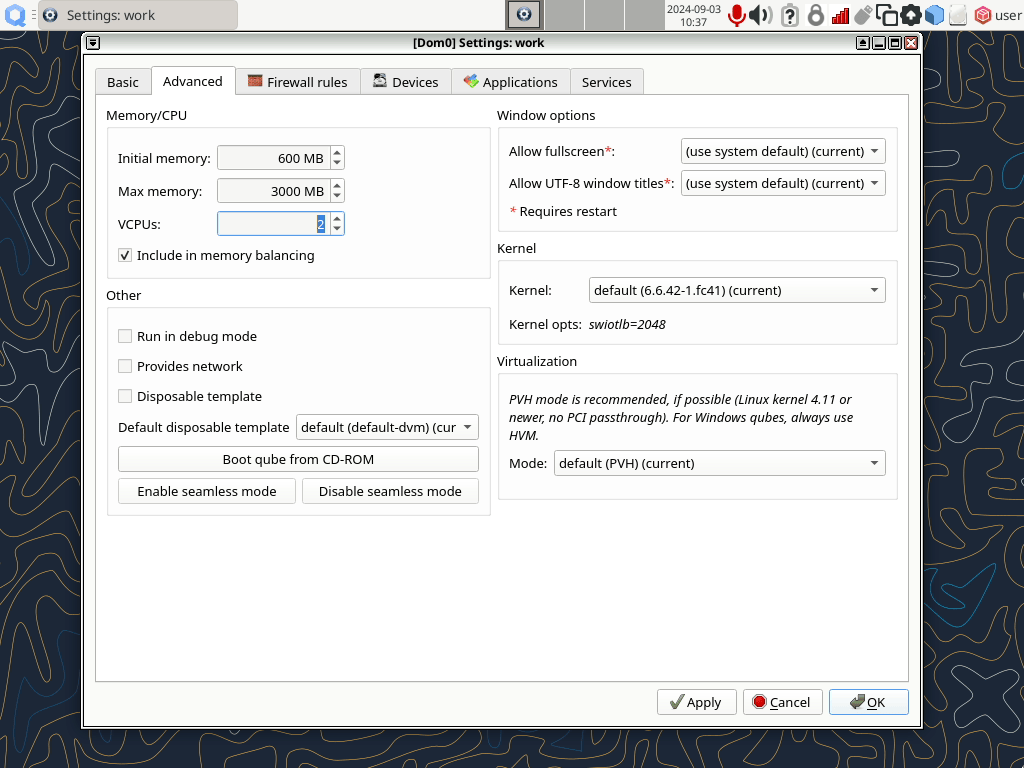 Settings: work
2024-09-03
10:37
user
[Dom0] Settings: work
Basic
Advanced
Firewall rules
Devices
Applications
Services
Memory/CPU
Initial memory: 600 MB
Max memory: 3000 MB
VCPUs: 2
Include in memory balancing
Other
Run in debug mode
Provides network
Disposable template
Default disposable template default (default-dvm) (cur
Boot qube from CD-ROM
Enable seamless mode
Disable seamless mode
Window options
Allow fullscreen*: (use system default) (current)
Allow UTF-8 window titles*: (use system default) (current)
* Requires restart
Kernel
Kernel: default (6.6.42-1.fc41) (current)
Kernel opts: swiotlb=2048
Virtualization
PVH mode is recommended, if possible (Linux kernel 4.11 or
newer, no PCI passthrough). For Windows qubes, always use
HVM.
Mode: default (PVH) (current)
Apply
Cancel
OK